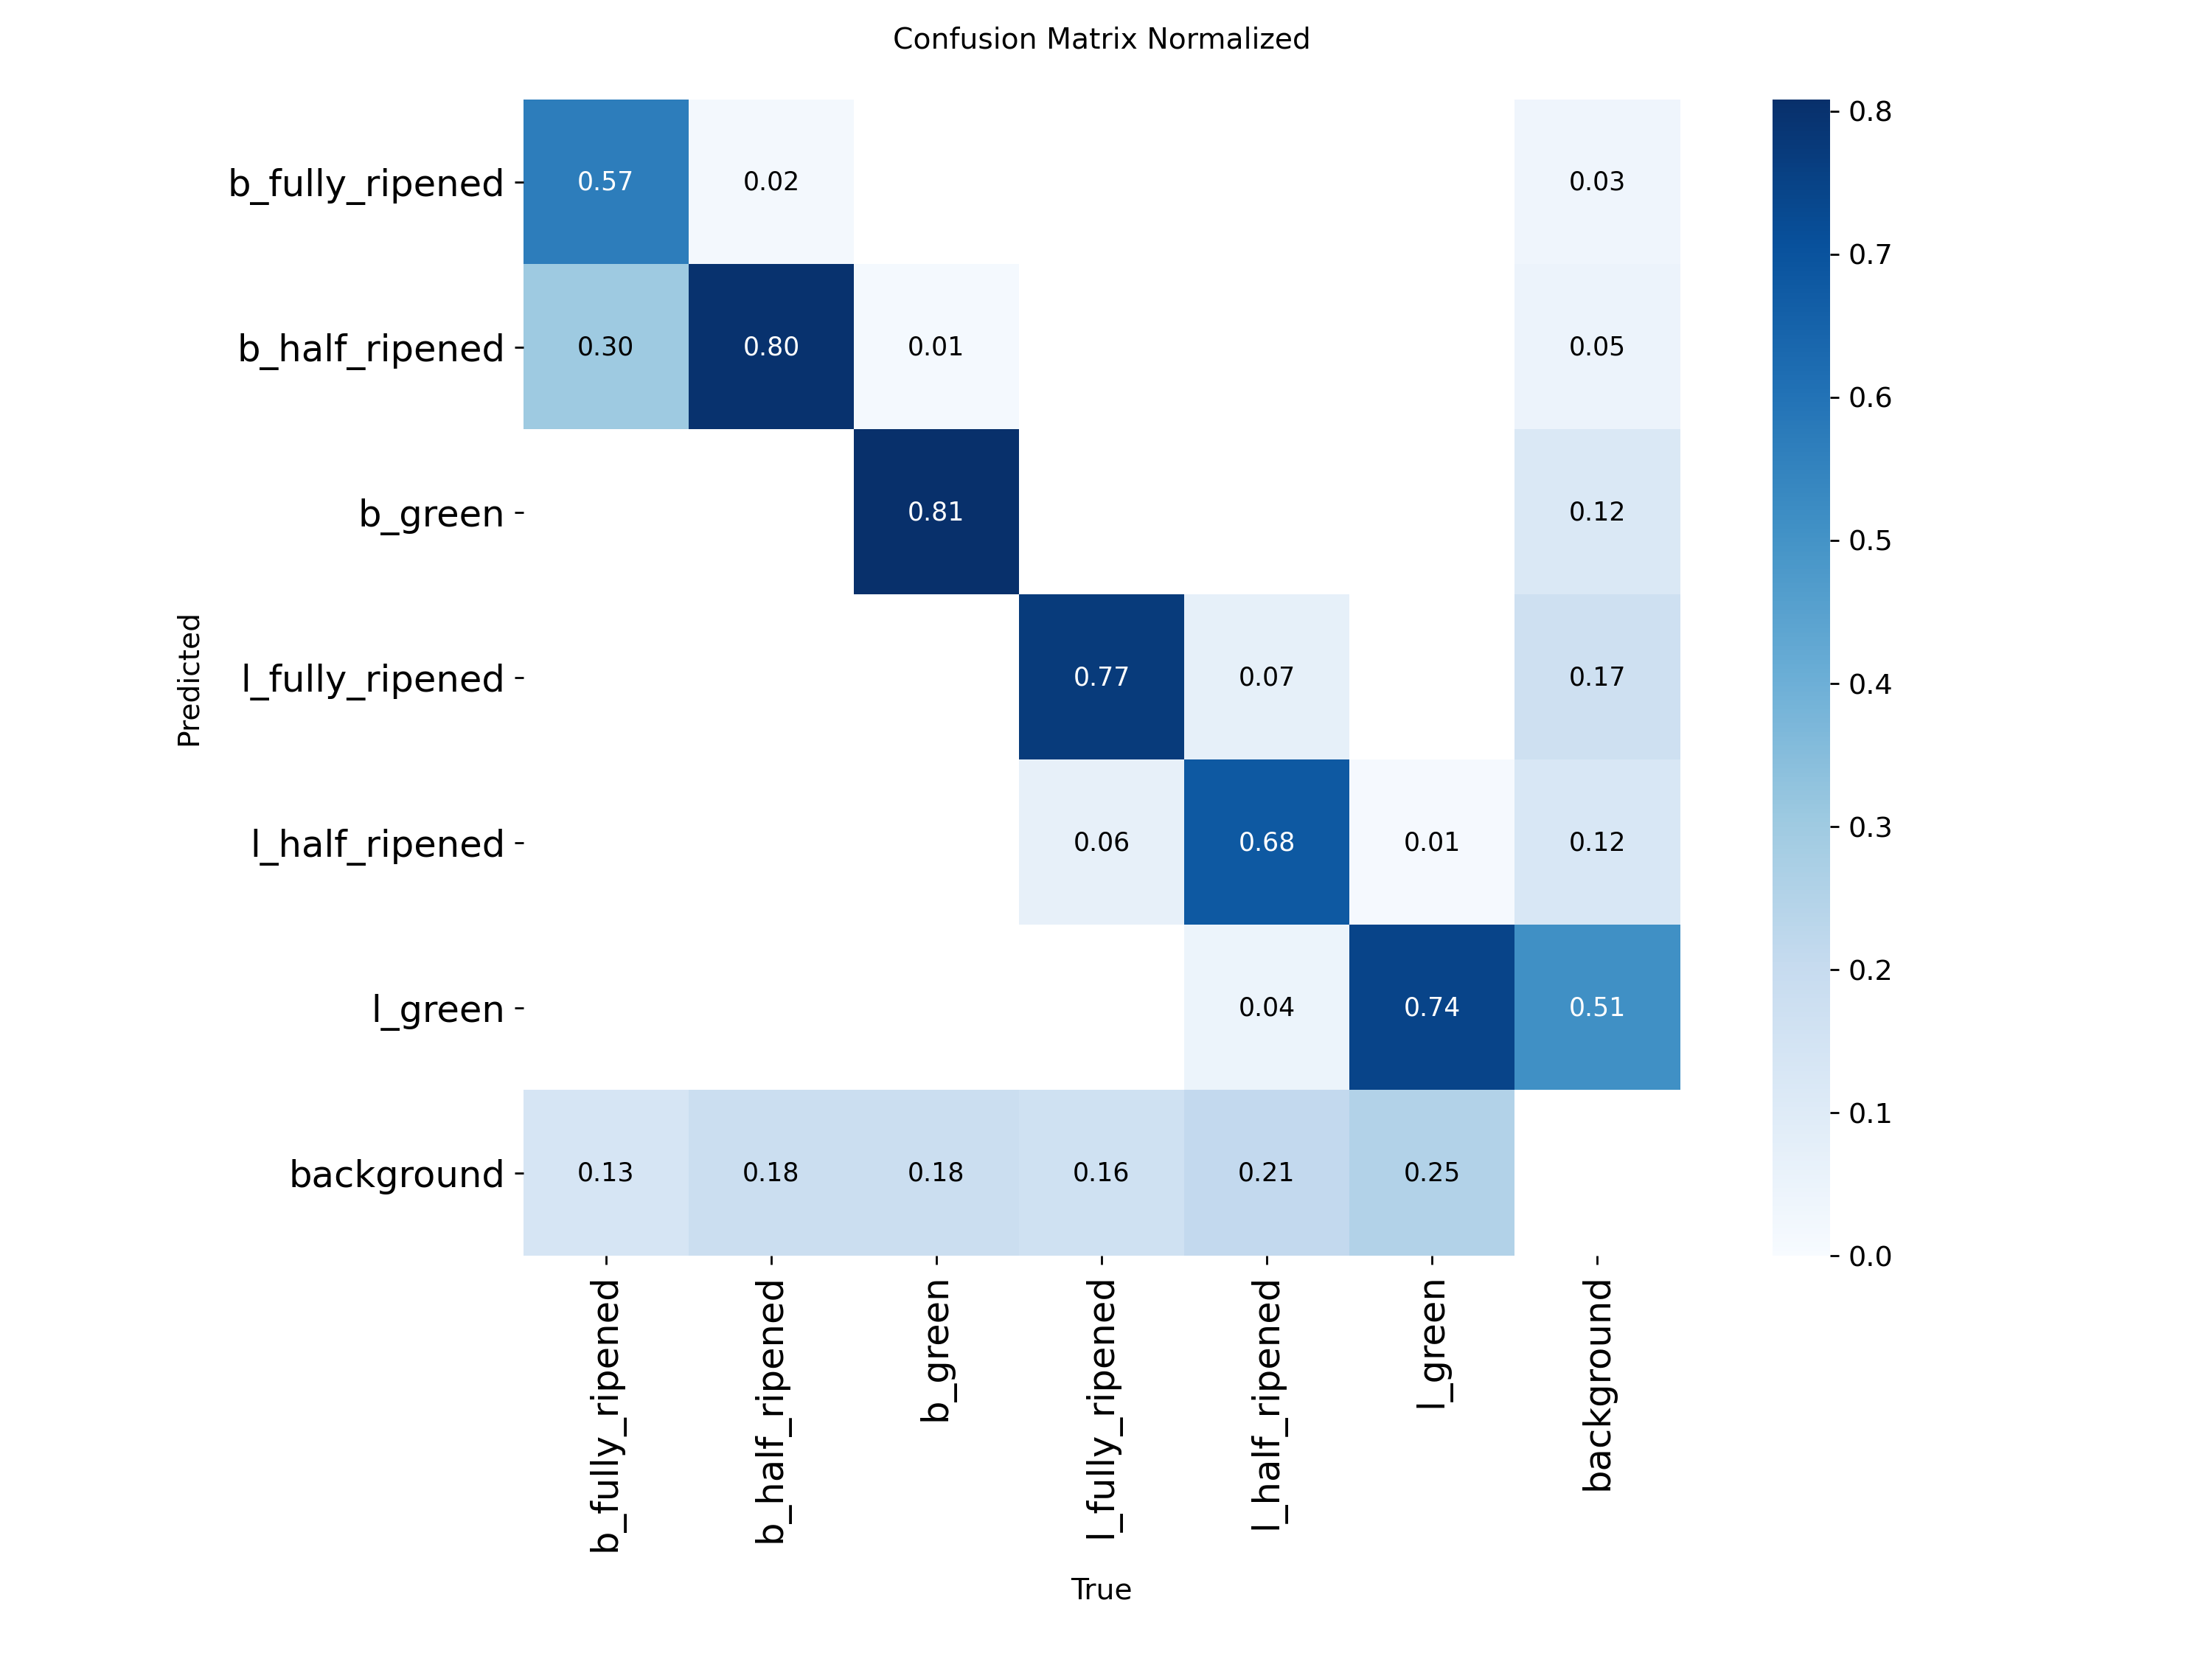 Confusion Matrix Normalized
b_fully_ripened 0.57 0.02 0.03
b_half_ripened 0.30 0.80 0.01 0.05
b_green 0.81 0.12
l_fully_ripened 0.77 0.07 0.17
l_half_ripened 0.06 0.68 0.01 0.12
l_green 0.04 0.74 0.51
background 0.13 0.18 0.18 0.16 0.21 0.25
Predicted
b_fully_ripened
b_half_ripened
b_green
l_fully_ripened
l_half_ripened
l_green
background
True
0.8
0.7
0.6
0.5
0.4
0.3
0.2
0.1
0.0